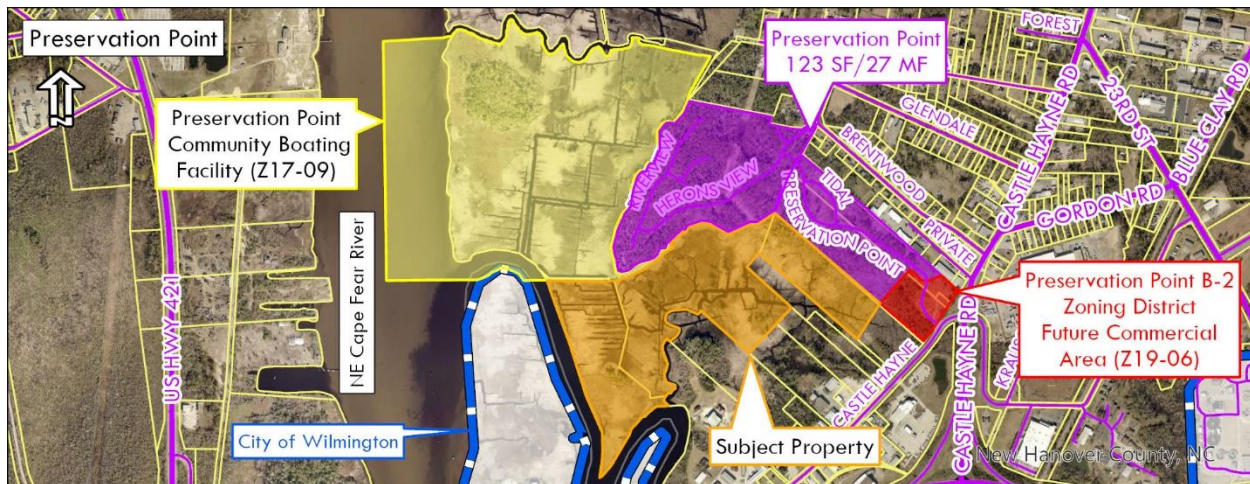 Preservation Point
N
Preservation Point
Community Boating
Facility (Z17-09)
Preservation Point
123 SF/27 MF
FOREST
CASTLE HAYNE RD
23RD ST
BLUE CLAY RD
GLENDALE
BRENTWOOD
GORDON RD
PRIVATE
TIDAL
RIVERVIEW
HERONS VIEW
PRESERVATION POINT
US HWY 421
NE Cape Fear River
Preservation Point B-2
Zoning District
Future Commercial
Area (Z19-06)
CASTLE HAYNE
CASTLE HAYNE RD
City of Wilmington
Subject Property
New Hanover County, NC